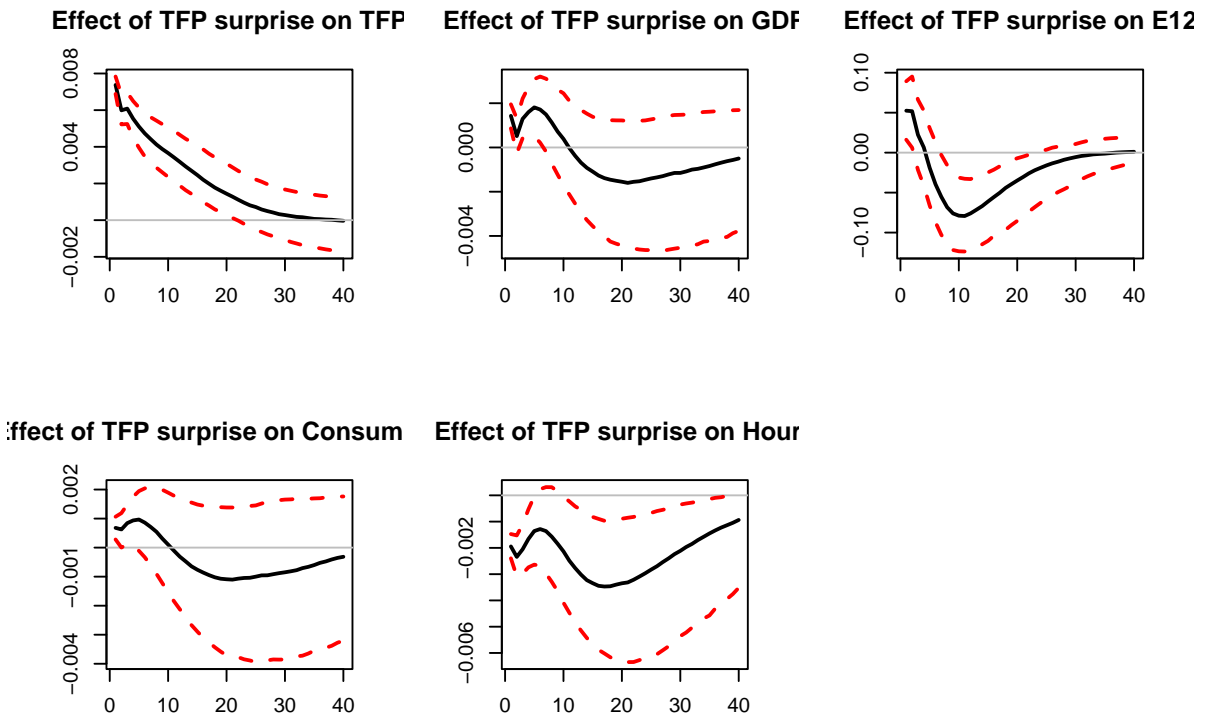 Effect of TFP surprise on TFP
0.008
0.004
−0.002
0 10 20 30 40
Effect of TFP surprise on GDP
0.000
−0.004
0 10 20 30 40
Effect of TFP surprise on E12
0.10
0.00
−0.10
0 10 20 30 40
ffect of TFP surprise on Consum
0.002
−0.001
−0.004
0 10 20 30 40
Effect of TFP surprise on Hour
−0.002
−0.006
0 10 20 30 40